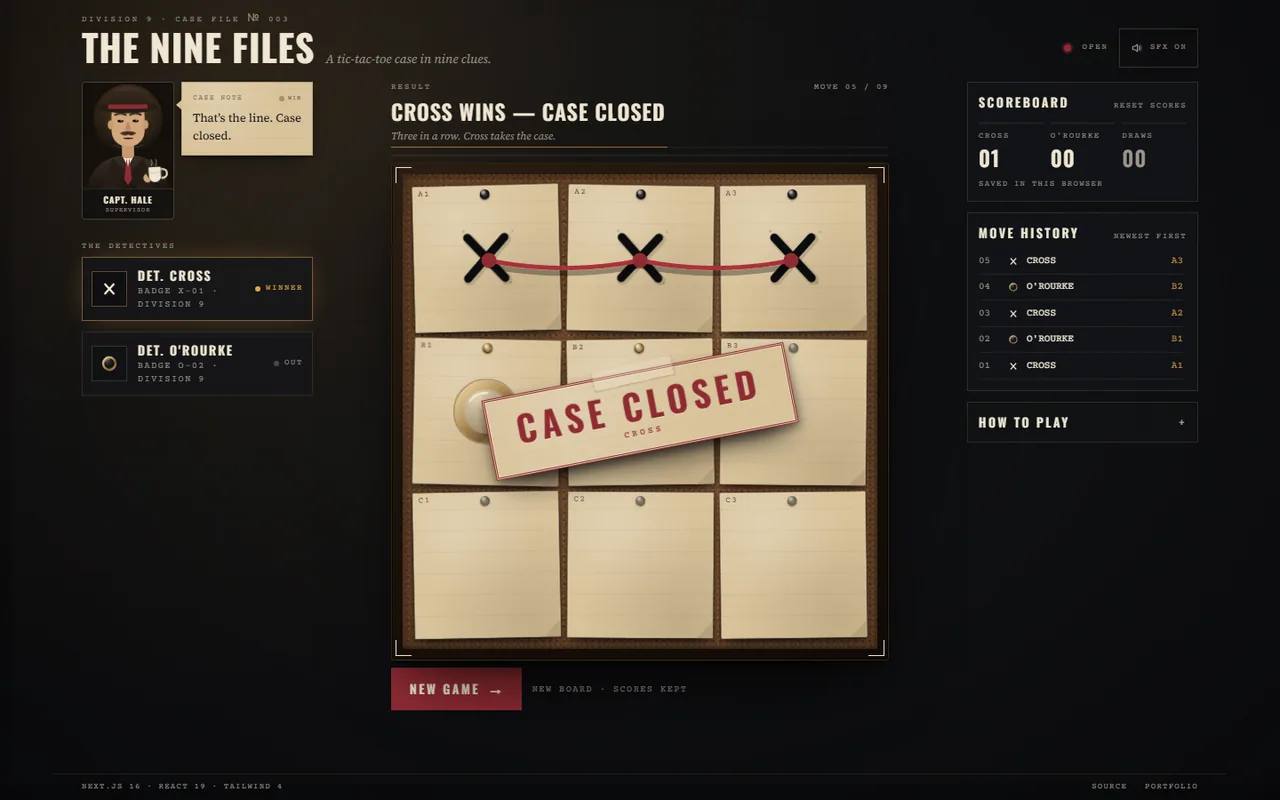 DIVISION 9 · CASE FILE № 003
THE NINE FILES
A tic-tac-toe case in nine clues.
OPEN
SFX ON
CASE NOTE
WIN
That's the line. Case
closed.
CAPT. HALE
SUPERVISOR
THE DETECTIVES
DET. CROSS
BADGE X-01 ·
DIVISION 9
WINNER
DET. O'ROURKE
BADGE O-02 ·
DIVISION 9
OUT
RESULT
MOVE 05 / 09
CROSS WINS — CASE CLOSED
Three in a row. Cross takes the case.
A1
A2
A3
B1
B2
B3
CASE CLOSED
CROSS
C1
C2
C3
NEW GAME →
NEW BOARD · SCORES KEPT
SCOREBOARD
RESET SCORES
CROSS
O'ROURKE
DRAWS
01
00
00
SAVED IN THIS BROWSER
MOVE HISTORY
NEWEST FIRST
05 CROSS A3
04 O'ROURKE B2
03 CROSS A2
02 O'ROURKE B1
01 CROSS A1
HOW TO PLAY +
NEXT.JS 16 · REACT 19 · TAILWIND 4
SOURCE
PORTFOLIO